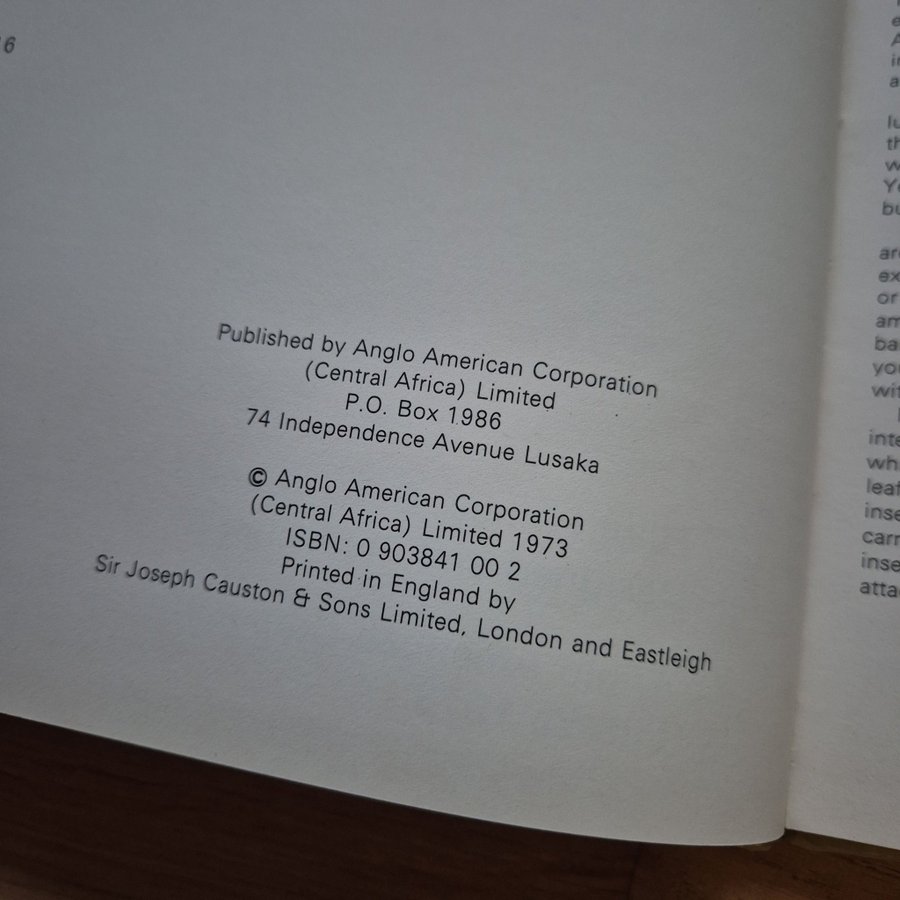 16
Published by Anglo American Corporation
(Central Africa) Limited
P.O. Box 1986
74 Independence Avenue Lusaka
© Anglo American Corporation
(Central Africa) Limited 1973
ISBN: 0 903841 00 2
Printed in England by
Sir Joseph Causton & Sons Limited, London and Eastleigh
or